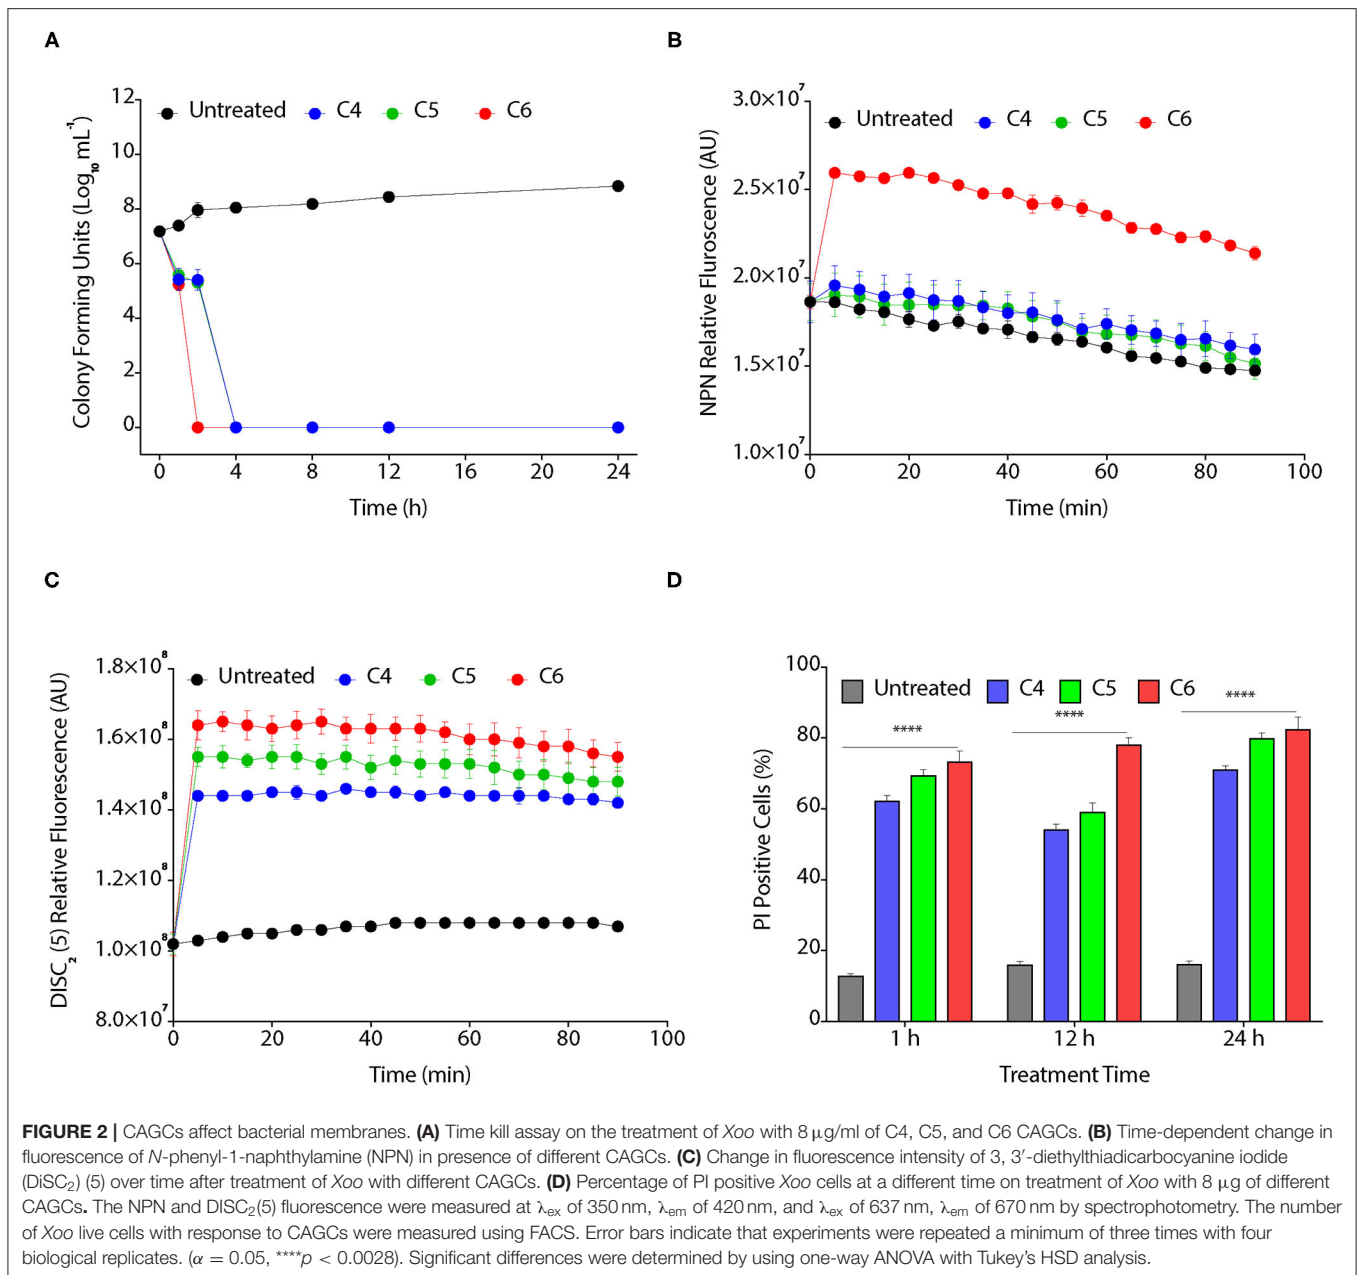 A
Untreated C4 C5 C6
Colony Forming Units (Log₁₀ mL⁻¹)
12
10
8
6
4
2
0
0 4 8 12 16 20 24
Time (h)
B
Untreated C4 C5 C6
NPN Relative Fluroscence (AU)
3.0×10⁷
2.5×10⁷
2.0×10⁷
1.5×10⁷
1.0×10⁷
0 20 40 60 80 100
Time (min)
C
Untreated C4 C5 C6
DISC₂ (5) Relative Fluorescence (AU)
1.8×10⁸
1.6×10⁸
1.4×10⁸
1.2×10⁸
1.0×10⁸
8.0×10⁷
0 20 40 60 80 100
Time (min)
D
Untreated C4 C5 C6
PI Positive Cells (%)
100
80
60
40
20
0
**** **** ****
1 h 12 h 24 h
Treatment Time
FIGURE 2 | CAGCs affect bacterial membranes. (A) Time kill assay on the treatment of Xoo with 8 μg/ml of C4, C5, and C6 CAGCs. (B) Time-dependent change in
fluorescence of N-phenyl-1-naphthylamine (NPN) in presence of different CAGCs. (C) Change in fluorescence intensity of 3, 3′-diethylthiadicarbocyanine iodide
(DiSC₂) (5) over time after treatment of Xoo with different CAGCs. (D) Percentage of PI positive Xoo cells at a different time on treatment of Xoo with 8 μg of different
CAGCs. The NPN and DISC₂(5) fluorescence were measured at λex of 350 nm, λem of 420 nm, and λex of 637 nm, λem of 670 nm by spectrophotometry. The number
of Xoo live cells with response to CAGCs were measured using FACS. Error bars indicate that experiments were repeated a minimum of three times with four
biological replicates. (α = 0.05, ****p < 0.0028). Significant differences were determined by using one-way ANOVA with Tukey's HSD analysis.